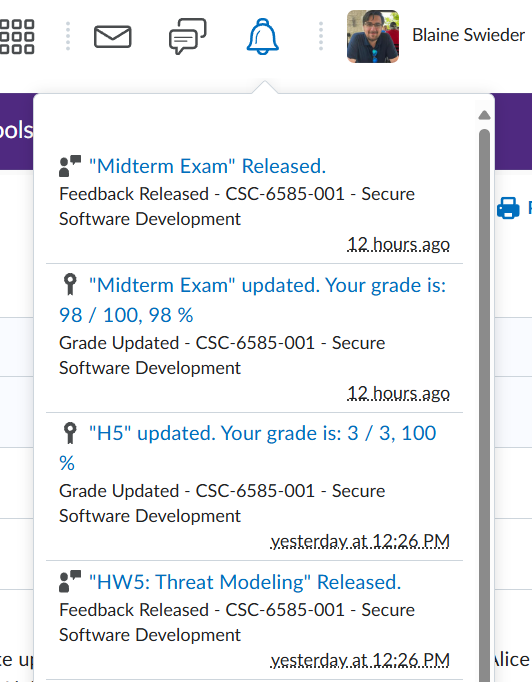 Blaine Swieder
ools
"Midterm Exam" Released.
Feedback Released - CSC-6585-001 - Secure
Software Development
12 hours ago
"Midterm Exam" updated. Your grade is:
98 / 100, 98 %
Grade Updated - CSC-6585-001 - Secure
Software Development
12 hours ago
"H5" updated. Your grade is: 3 / 3, 100
%
Grade Updated - CSC-6585-001 - Secure
Software Development
yesterday at 12:26 PM
"HW5: Threat Modeling" Released.
Feedback Released - CSC-6585-001 - Secure
Software Development
yesterday at 12:26 PM
Alice